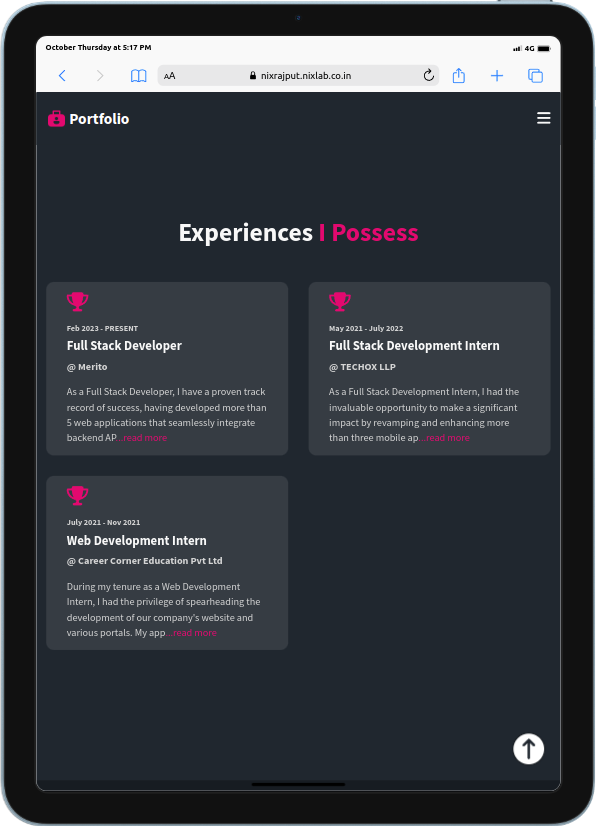 October Thursday at 5:17 PM
4G
AA
nixrajput.nixlab.co.in
Portfolio
Experiences I Possess
Feb 2023 - PRESENT
Full Stack Developer
@ Merito
As a Full Stack Developer, I have a proven track
record of success, having developed more than
5 web applications that seamlessly integrate
backend AP...read more
May 2021 - July 2022
Full Stack Development Intern
@ TECHOX LLP
As a Full Stack Development Intern, I had the
invaluable opportunity to make a significant
impact by revamping and enhancing more
than three mobile ap...read more
July 2021 - Nov 2021
Web Development Intern
@ Career Corner Education Pvt Ltd
During my tenure as a Web Development
Intern, I had the privilege of spearheading the
development of our company's website and
various portals. My app...read more